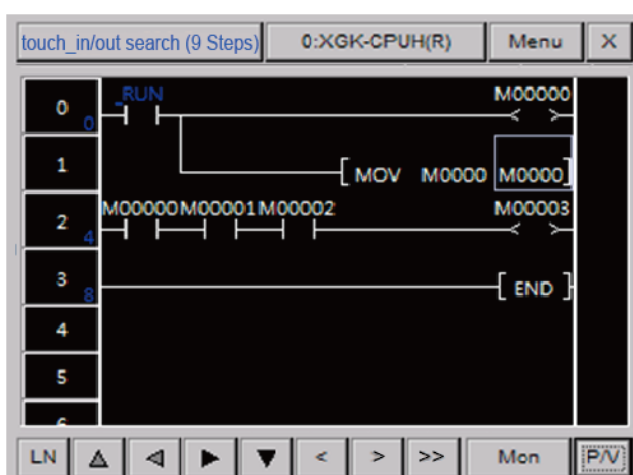 touch_in/out search (9 Steps) 0:XGK-CPUH(R) Menu X
0 0 _RUN M00000
1 MOV M0000 M0000
2 4 M00000 M00001 M00002 M00003
3 8 END
4
5
LN < > >> Mon P/V